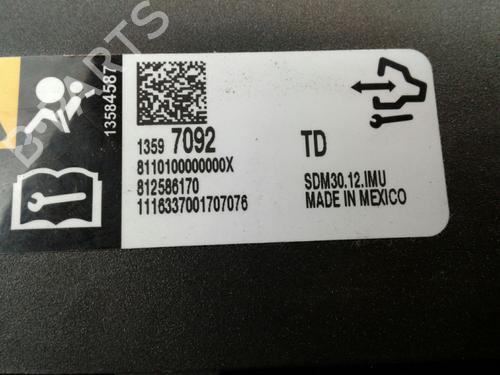 B-PARTS
13584587
1359 7092
TD
8110100000000X
812586170
1116337001707076
SDM30.12.IMU
MADE IN MEXICO